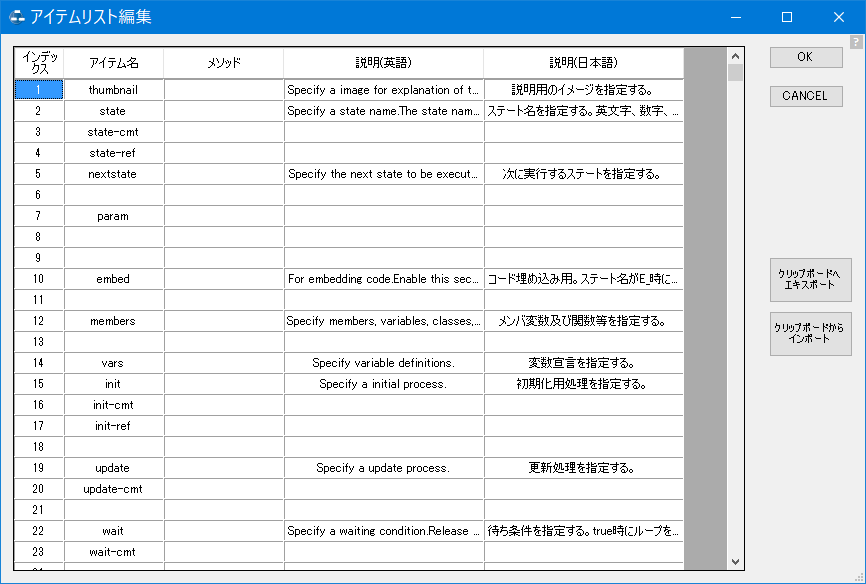 アイテムリスト編集
?
インデックス アイテム名 メソッド 説明(英語) 説明(日本語)
1 thumbnail Specify a image for explanation of t... 説明用のイメージを指定する。
2 state Specify a state name.The state nam... ステート名を指定する。英文字、数字、...
3 state-cmt
4 state-ref
5 nextstate Specify the next state to be execut... 次に実行するステートを指定する。
6
7 param
8
9
10 embed For embedding code.Enable this sec... コード埋め込み用。ステート名がE_時に...
11
12 members Specify members, variables, classes,... メンバ変数及び関数等を指定する。
13
14 vars Specify variable definitions. 変数宣言を指定する。
15 init Specify a initial process. 初期化用処理を指定する。
16 init-cmt
17 init-ref
18
19 update Specify a update process. 更新処理を指定する。
20 update-cmt
21
22 wait Specify a waiting condition.Release ... 待ち条件を指定する。true時にループを...
23 wait-cmt
OK
CANCEL
クリップボードへ
エキスポート
クリップボードから
インポート